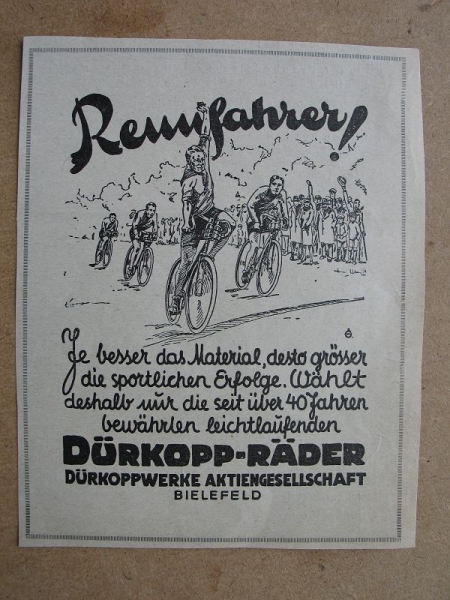 Rennfahrer!
Je besser das Material, desto grösser
die sportlichen Erfolge. Wählt
deshalb nur die seit über 40 Jahren
bewährten leichtlaufenden
DÜRKOPP-RÄDER
DÜRKOPPWERKE AKTIENGESELLSCHAFT
BIELEFELD